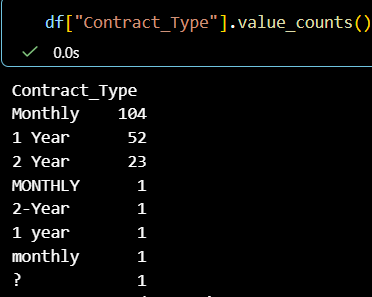 df["Contract_Type"].value_counts()
0.0s
Contract_Type
Monthly 104
1 Year 52
2 Year 23
MONTHLY 1
2-Year 1
1 year 1
monthly 1
? 1